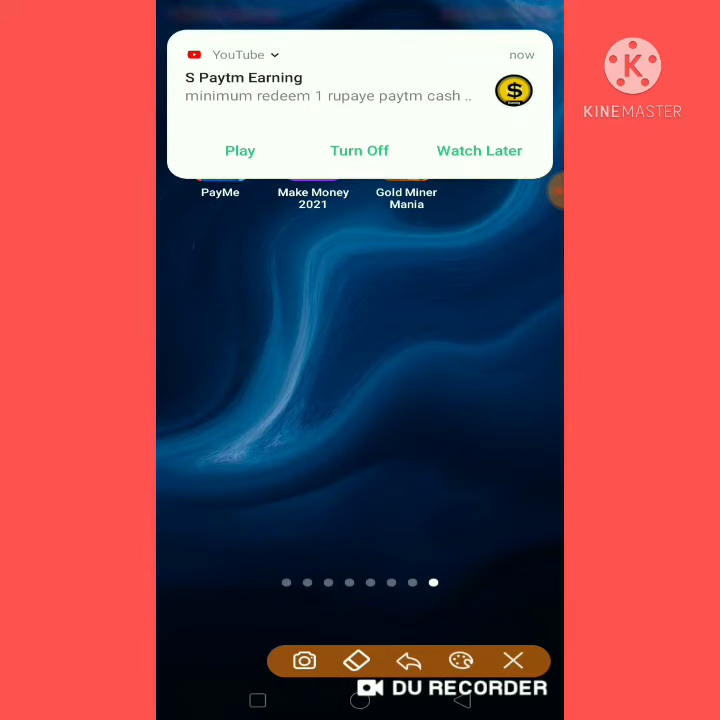 YouTube
now
S Paytm Earning
minimum redeem 1 rupaye paytm cash ..
Play
Turn Off
Watch Later
PayMe
Make Money
2021
Gold Miner
Mania
K
KINEMASTER
DU RECORDER